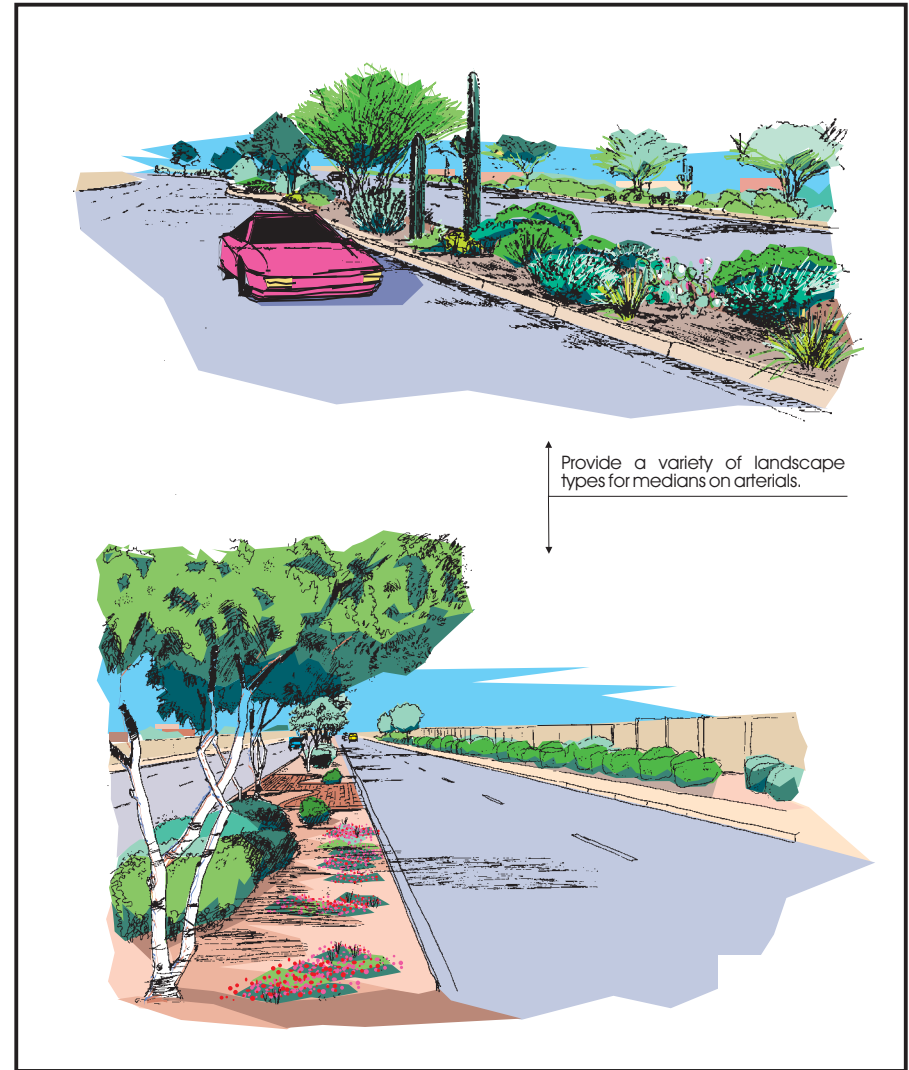 Provide a variety of landscape
types for medians on arterials.